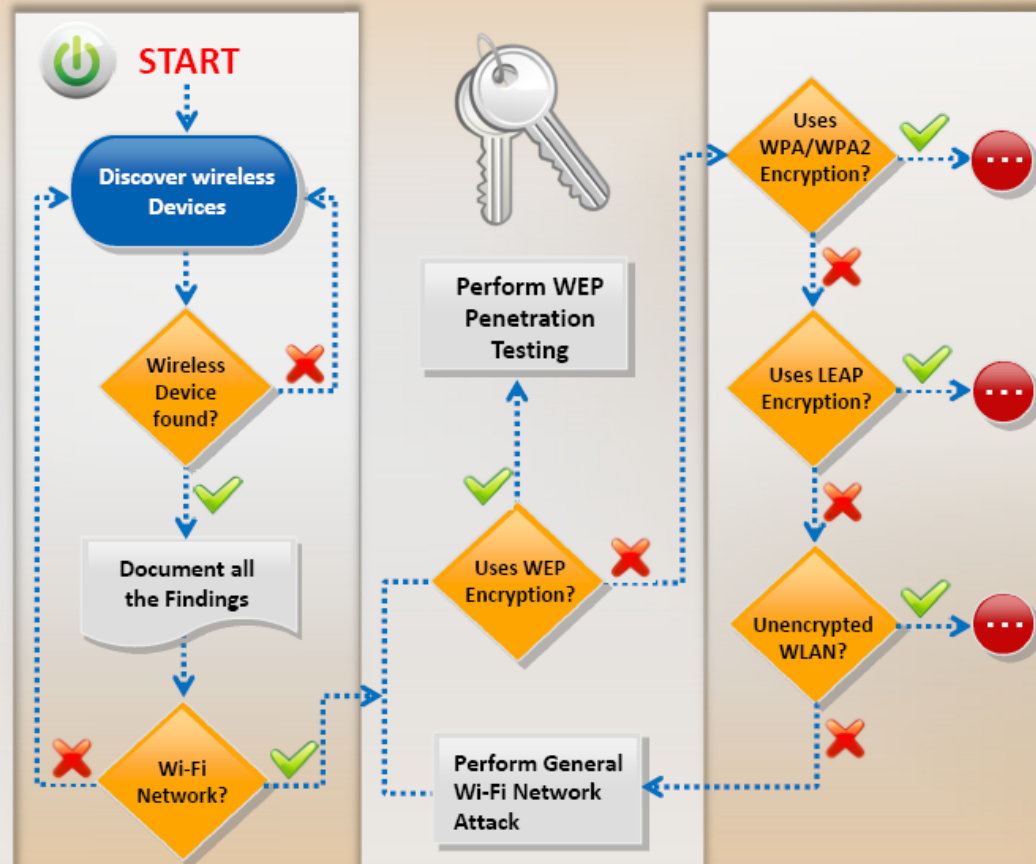 START
Discover wireless
Devices
Wireless
Device
found?
Document all
the Findings
Wi-Fi
Network?
Perform WEP
Penetration
Testing
Uses WEP
Encryption?
Perform General
Wi-Fi Network
Attack
Uses
WPA/WPA2
Encryption?
...
Uses LEAP
Encryption?
...
Unencrypted
WLAN?
...